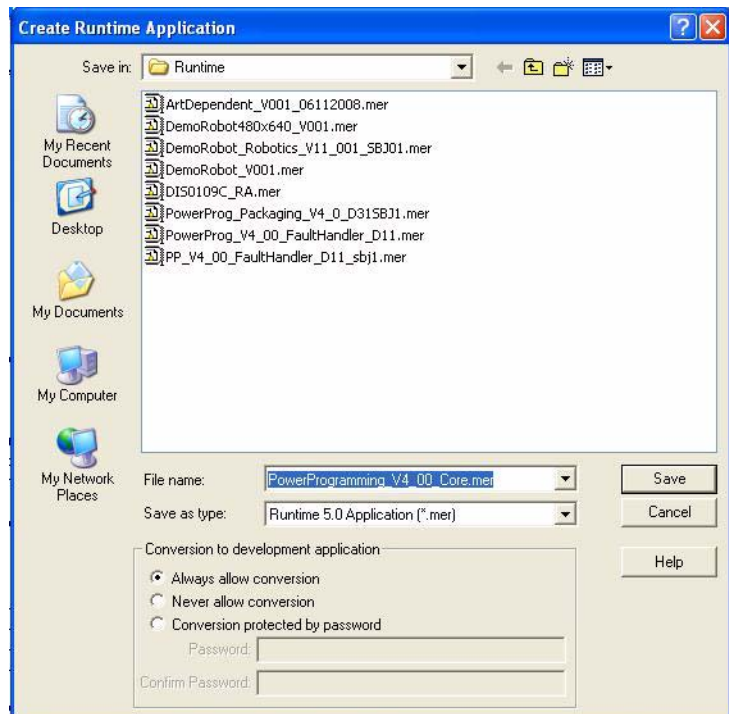 Create Runtime Application
Save in:
Runtime
My Recent
Documents
Desktop
My Documents
My Computer
My Network
Places
ArtDependent_V001_06112008.mer
DemoRobot480x640_V001.mer
DemoRobot_Robotics_V11_001_SBJ01.mer
DemoRobot_V001.mer
DIS0109C_RA.mer
PowerProg_Packaging_V4_0_D31SBJ1.mer
PowerProg_V4_00_FaultHandler_D11.mer
PP_V4_00_FaultHandler_D11_sbj1.mer
File name:
PowerProgramming_V4_00_Core.mer
Save
Save as type:
Runtime 5.0 Application (*.mer)
Cancel
Conversion to development application
Help
Always allow conversion
Never allow conversion
Conversion protected by password
Password:
Confirm Password: